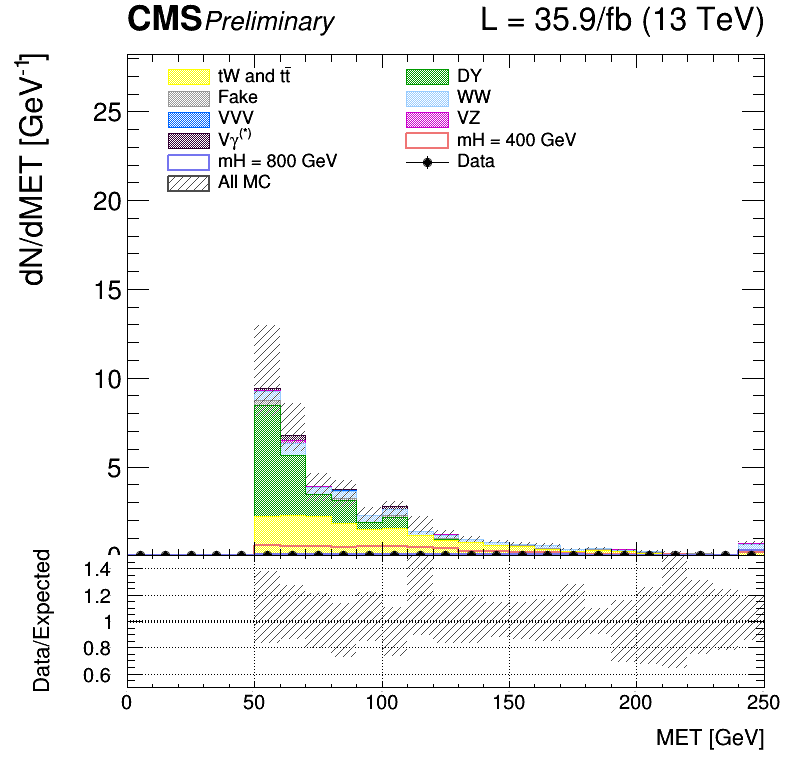 CMS Preliminary L = 35.9/fb (13 TeV)
dN/dMET [GeV⁻¹]
25
20
15
10
5
0
tW and tt̄
Fake
VVV
Vγ(*)
mH = 800 GeV
All MC
DY
WW
VZ
mH = 400 GeV
Data
Data/Expected
1.4
1.2
1
0.8
0.6
0 50 100 150 200 250
MET [GeV]